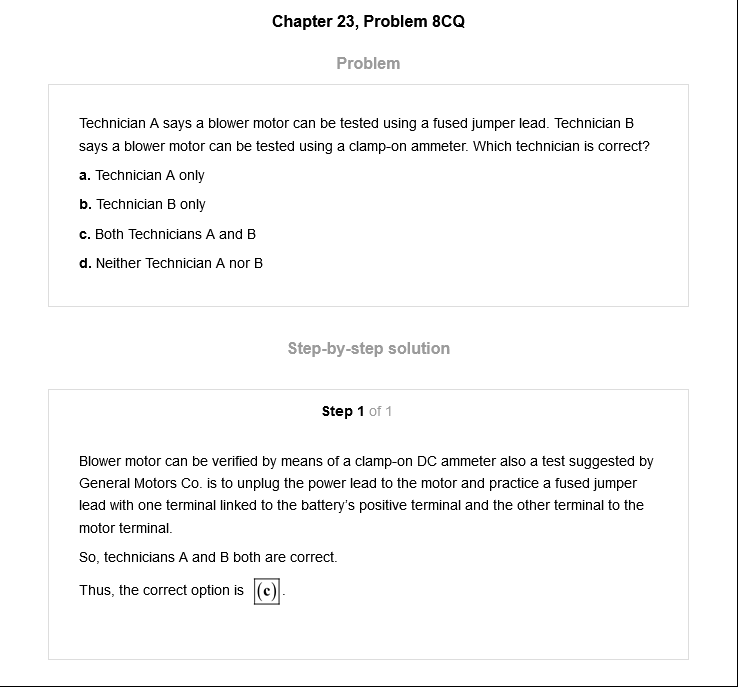 Chapter 23, Problem 8CQ
Problem
Technician A says a blower motor can be tested using a fused jumper lead. Technician B
says a blower motor can be tested using a clamp-on ammeter. Which technician is correct?
a. Technician A only
b. Technician B only
c. Both Technicians A and B
d. Neither Technician A nor B
Step-by-step solution
Step 1 of 1
Blower motor can be verified by means of a clamp-on DC ammeter also a test suggested by
General Motors Co. is to unplug the power lead to the motor and practice a fused jumper
lead with one terminal linked to the battery's positive terminal and the other terminal to the
motor terminal.
So, technicians A and B both are correct.
Thus, the correct option is (c).